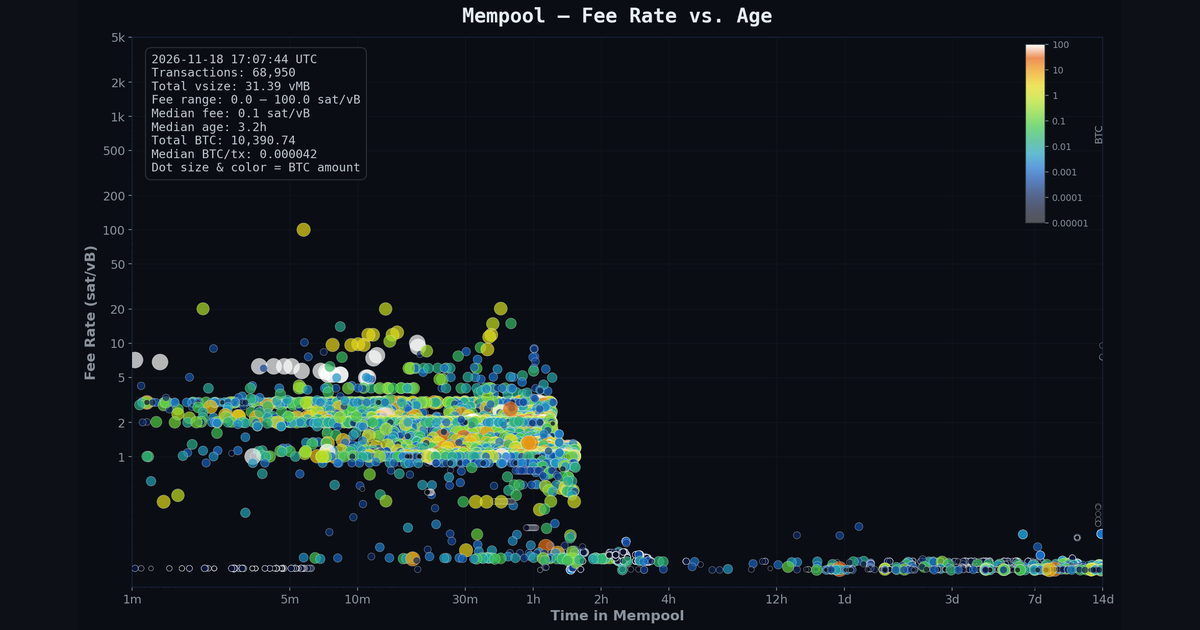 Mempool — Fee Rate vs. Age
2026-11-18 17:07:44 UTC
Transactions: 68,950
Total vsize: 31.39 vMB
Fee range: 0.0 – 100.0 sat/vB
Median fee: 0.1 sat/vB
Median age: 3.2h
Total BTC: 10,390.74
Median BTC/tx: 0.000042
Dot size & color = BTC amount
Fee Rate (sat/vB)
5k
2k
1k
500
200
100
50
20
10
5
2
1
100
10
1
0.1
0.01
0.001
0.0001
0.00001
BTC
1m
5m
10m
30m
1h
2h
4h
12h
1d
3d
7d
14d
Time in Mempool